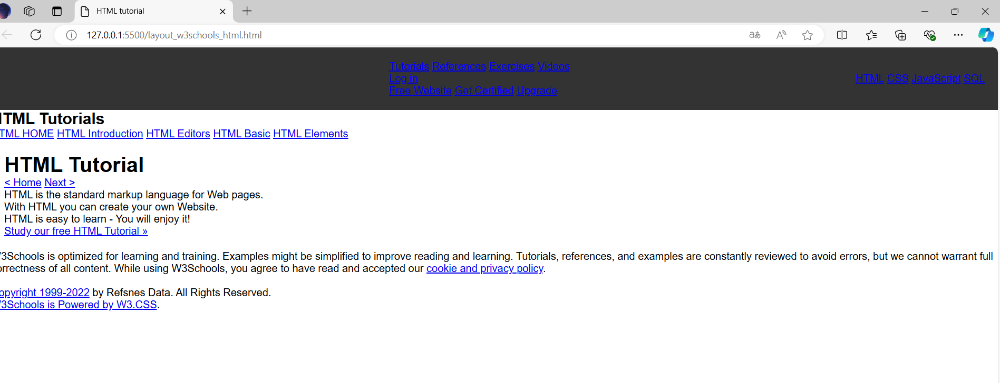 HTML tutorial
127.0.0.1:5500/layout_w3schools_html.html
Tutorials References Exercises Videos
Log in
Free Website Get Certified Upgrade
HTML CSS JavaScript SQL
HTML Tutorials
TML HOME HTML Introduction HTML Editors HTML Basic HTML Elements
HTML Tutorial
< Home Next >
HTML is the standard markup language for Web pages.
With HTML you can create your own Website.
HTML is easy to learn - You will enjoy it!
Study our free HTML Tutorial »
/3Schools is optimized for learning and training. Examples might be simplified to improve reading and learning. Tutorials, references, and examples are constantly reviewed to avoid errors, but we cannot warrant full
orrectness of all content. While using W3Schools, you agree to have read and accepted our cookie and privacy policy.
opyright 1999-2022 by Refsnes Data. All Rights Reserved.
/3Schools is Powered by W3.CSS.